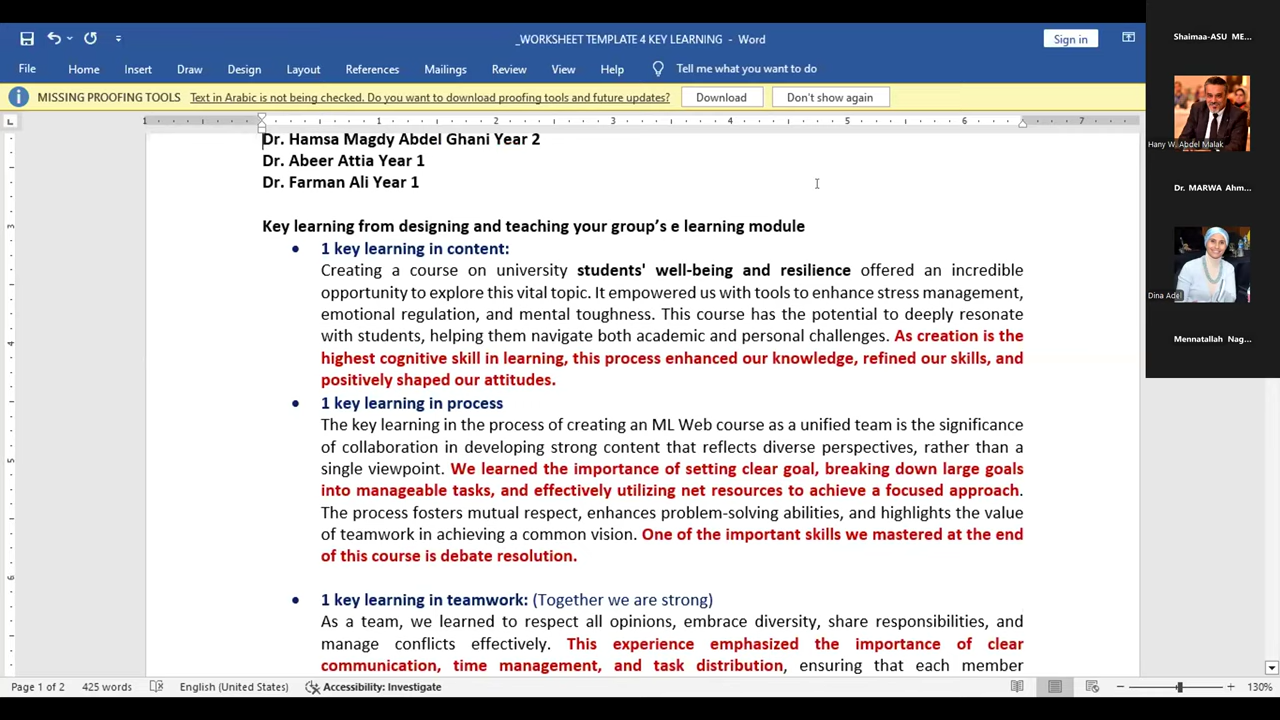 _WORKSHEET TEMPLATE 4 KEY LEARNING - Word
Sign in
File Home Insert Draw Design Layout References Mailings Review View Help Tell me what you want to do
MISSING PROOFING TOOLS Text in Arabic is not being checked. Do you want to download proofing tools and future updates? Download Don't show again
1 1 2 3 4 5 6 7
Dr. Hamsa Magdy Abdel Ghani Year 2
Dr. Abeer Attia Year 1
Dr. Farman Ali Year 1
Key learning from designing and teaching your group's e learning module
• 1 key learning in content:
Creating a course on university students' well-being and resilience offered an incredible
opportunity to explore this vital topic. It empowered us with tools to enhance stress management,
emotional regulation, and mental toughness. This course has the potential to deeply resonate
with students, helping them navigate both academic and personal challenges. As creation is the
highest cognitive skill in learning, this process enhanced our knowledge, refined our skills, and
positively shaped our attitudes.
• 1 key learning in process
The key learning in the process of creating an ML Web course as a unified team is the significance
of collaboration in developing strong content that reflects diverse perspectives, rather than a
single viewpoint. We learned the importance of setting clear goal, breaking down large goals
into manageable tasks, and effectively utilizing net resources to achieve a focused approach.
The process fosters mutual respect, enhances problem-solving abilities, and highlights the value
of teamwork in achieving a common vision. One of the important skills we mastered at the end
of this course is debate resolution.
• 1 key learning in teamwork: (Together we are strong)
As a team, we learned to respect all opinions, embrace diversity, share responsibilities, and
manage conflicts effectively. This experience emphasized the importance of clear
communication, time management, and task distribution, ensuring that each member
3
4
5
6
Page 1 of 2 425 words English (United States) Accessibility: Investigate 130%
Shaimaa-ASU ME...
Hany W. Abdel Malak
Dr. MARWA Ahm...
Dina Adel
Mennatallah Nag...